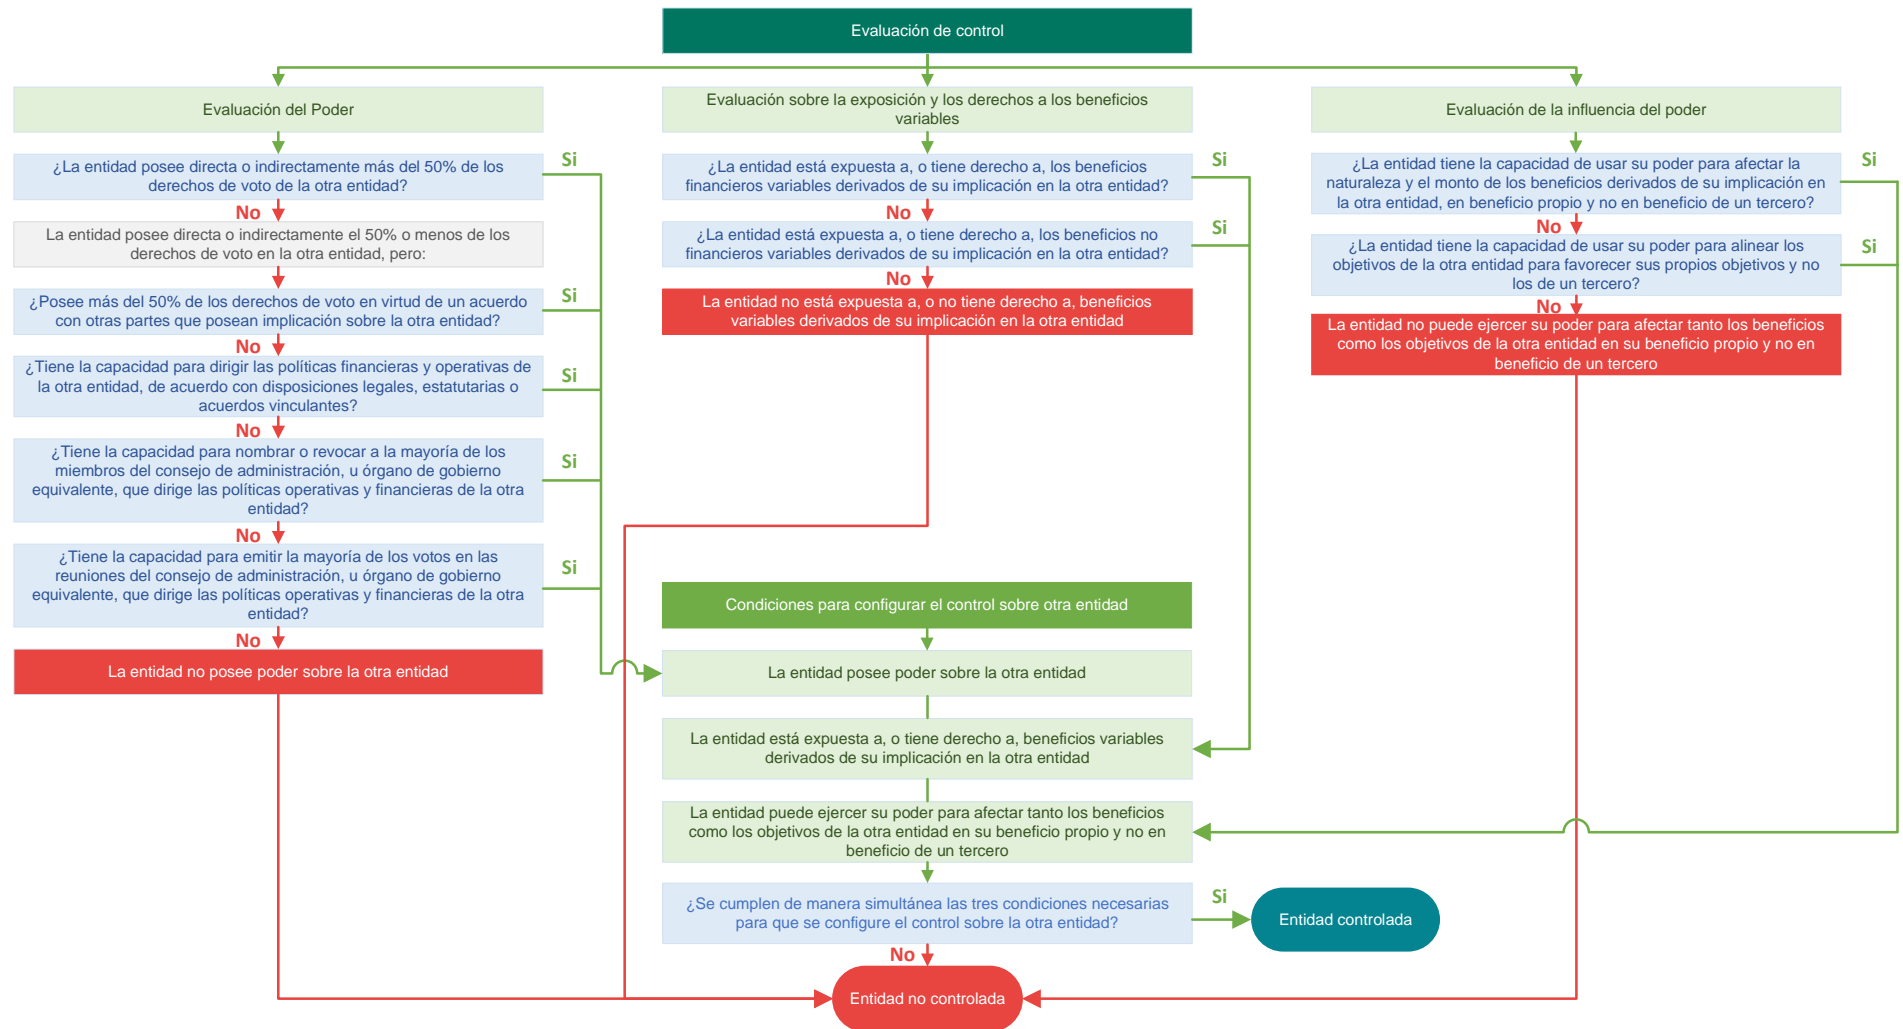 Evaluación de control
Evaluación del Poder
¿La entidad posee directa o indirectamente más del 50% de los
derechos de voto de la otra entidad?
Si
No
La entidad posee directa o indirectamente el 50% o menos de los
derechos de voto en la otra entidad, pero:
¿Posee más del 50% de los derechos de voto en virtud de un acuerdo
con otras partes que posean implicación sobre la otra entidad?
Si
No
¿Tiene la capacidad para dirigir las políticas financieras y operativas de
la otra entidad, de acuerdo con disposiciones legales, estatutarias o
acuerdos vinculantes?
Si
No
¿Tiene la capacidad para nombrar o revocar a la mayoría de los
miembros del consejo de administración, u órgano de gobierno
equivalente, que dirige las políticas operativas y financieras de la otra
entidad?
Si
No
¿Tiene la capacidad para emitir la mayoría de los votos en las
reuniones del consejo de administración, u órgano de gobierno
equivalente, que dirige las políticas operativas y financieras de la otra
entidad?
Si
No
La entidad no posee poder sobre la otra entidad
Evaluación sobre la exposición y los derechos a los beneficios
variables
¿La entidad está expuesta a, o tiene derecho a, los beneficios
financieros variables derivados de su implicación en la otra entidad?
Si
No
¿La entidad está expuesta a, o tiene derecho a, los beneficios no
financieros variables derivados de su implicación en la otra entidad?
Si
No
La entidad no está expuesta a, o no tiene derecho a, beneficios
variables derivados de su implicación en la otra entidad
Evaluación de la influencia del poder
¿La entidad tiene la capacidad de usar su poder para afectar la
naturaleza y el monto de los beneficios derivados de su implicación en
la otra entidad, en beneficio propio y no en beneficio de un tercero?
Si
No
¿La entidad tiene la capacidad de usar su poder para alinear los
objetivos de la otra entidad para favorecer sus propios objetivos y no
los de un tercero?
Si
No
La entidad no puede ejercer su poder para afectar tanto los beneficios
como los objetivos de la otra entidad en su beneficio propio y no en
beneficio de un tercero
Condiciones para configurar el control sobre otra entidad
La entidad posee poder sobre la otra entidad
La entidad está expuesta a, o tiene derecho a, beneficios variables
derivados de su implicación en la otra entidad
La entidad puede ejercer su poder para afectar tanto los beneficios
como los objetivos de la otra entidad en su beneficio propio y no en
beneficio de un tercero
¿Se cumplen de manera simultánea las tres condiciones necesarias
para que se configure el control sobre la otra entidad?
Si
Entidad controlada
No
Entidad no controlada